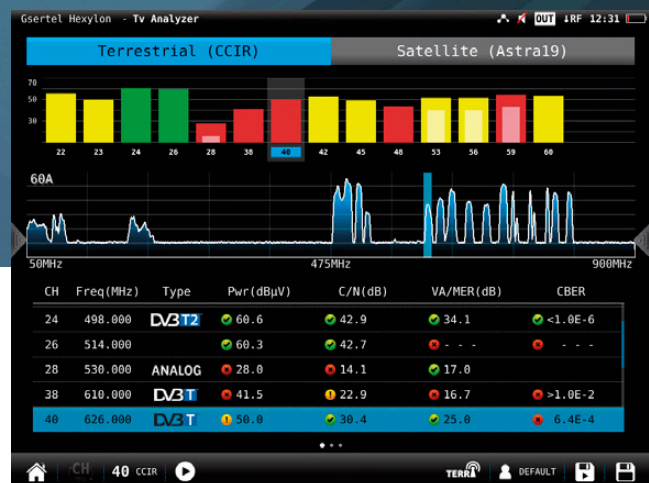 Gsertel Hexylon - Tv Analyzer OUT ↓RF 12:31
Terrestrial (CCIR) Satellite (Astra19)
70
50
30
22 23 24 26 28 38 40 42 45 48 53 56 59 60
60A
50MHz 475MHz 900MHz
CH Freq(MHz) Type Pwr(dBμV) C/N(dB) VA/MER(dB) CBER
24 498.000 DVB T2 60.6 42.9 34.1 <1.0E-6
26 514.000 60.3 42.7 - - - - - -
28 530.000 ANALOG 28.0 14.1 17.0
38 610.000 DVB T 41.5 22.9 16.7 >1.0E-2
40 626.000 DVB T 50.0 30.4 25.0 6.4E-4
CH 40 CCIR TERR DEFAULT